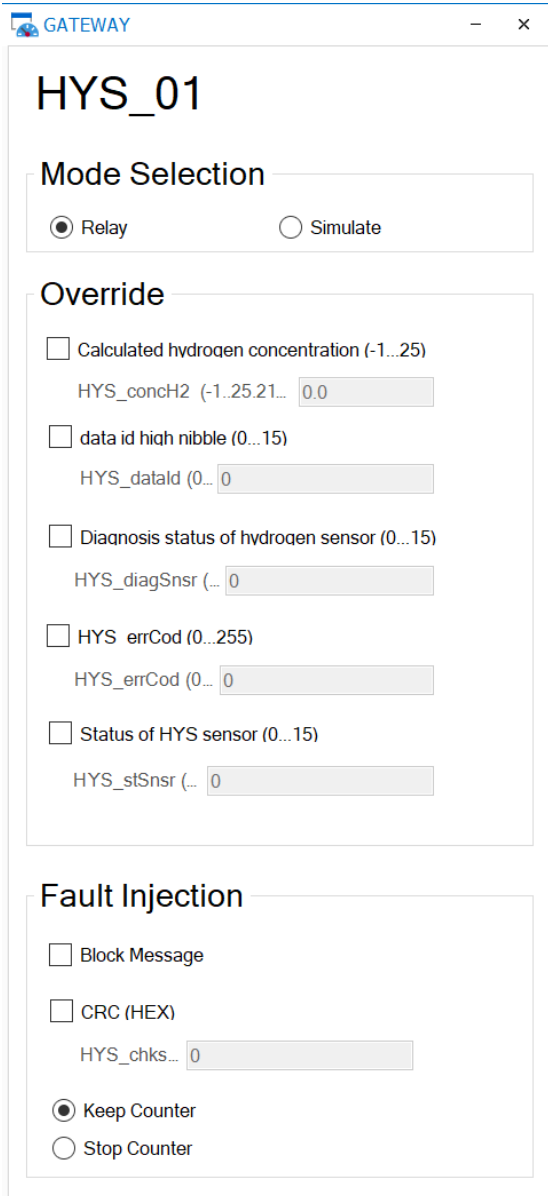 GATEWAY
HYS_01
Mode Selection
Relay Simulate
Override
Calculated hydrogen concentration (-1...25)
HYS_concH2 (-1..25.21... 0.0
data id high nibble (0...15)
HYS_dataId (0... 0
Diagnosis status of hydrogen sensor (0...15)
HYS_diagSnsr (... 0
HYS_errCod (0...255)
HYS_errCod (0... 0
Status of HYS sensor (0...15)
HYS_stSnsr (... 0
Fault Injection
Block Message
CRC (HEX)
HYS_chks... 0
Keep Counter
Stop Counter